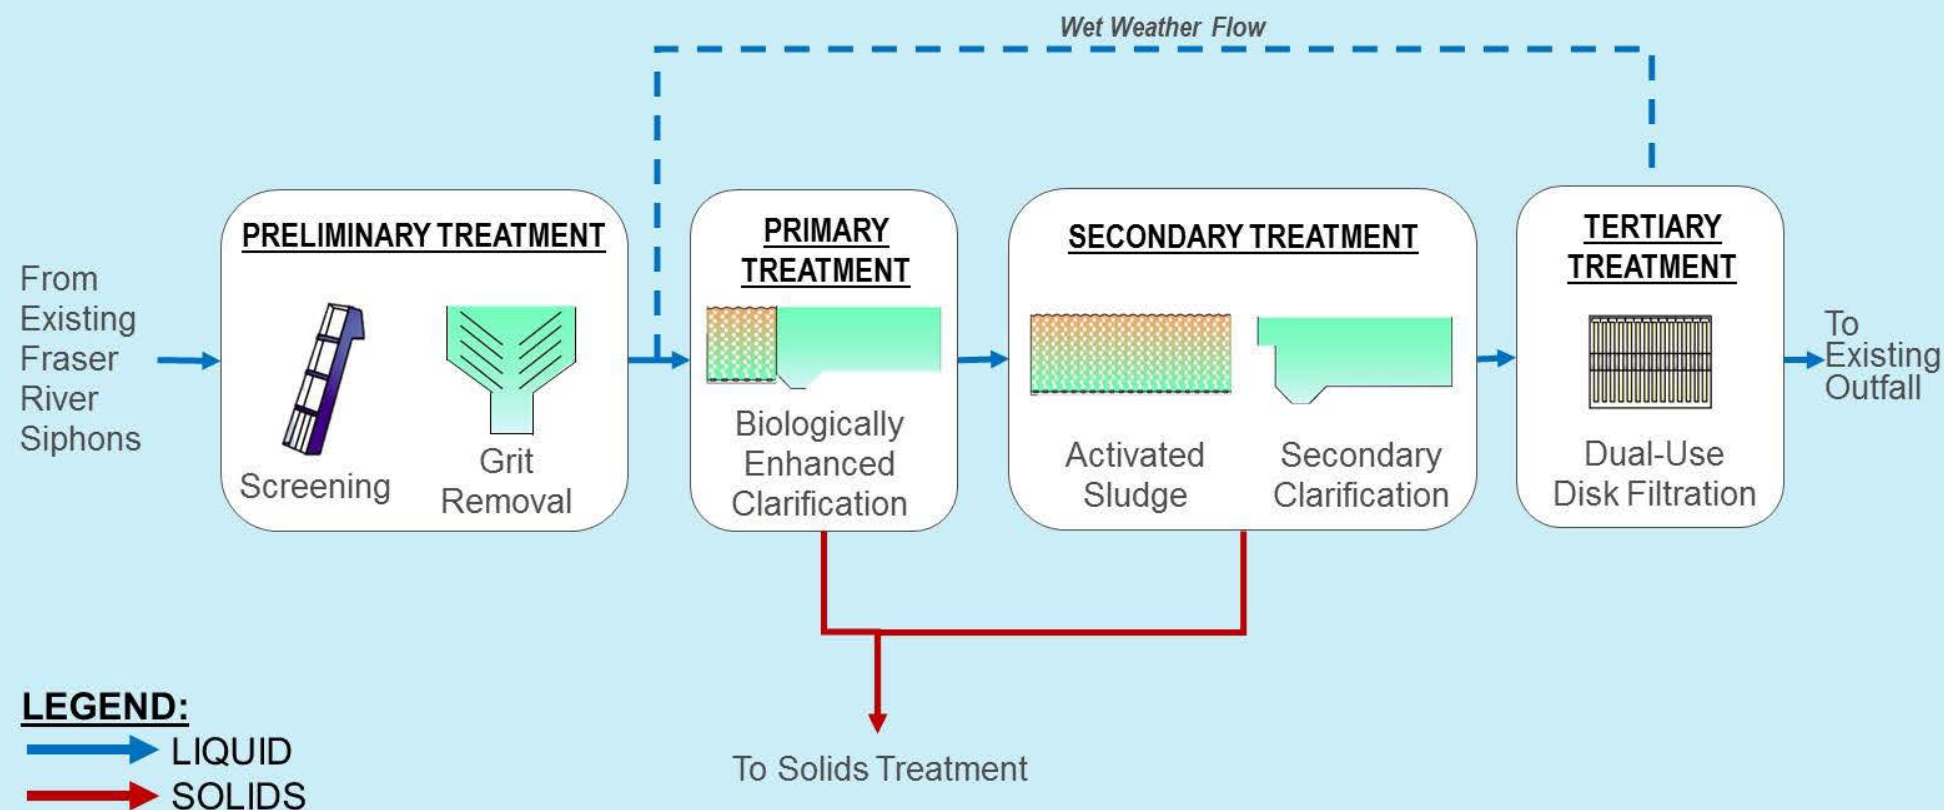 Wet Weather Flow
From
Existing
Fraser
River
Siphons
PRELIMINARY TREATMENT
Screening
Grit
Removal
PRIMARY
TREATMENT
Biologically
Enhanced
Clarification
SECONDARY TREATMENT
Activated
Sludge
Secondary
Clarification
TERTIARY
TREATMENT
Dual-Use
Disk Filtration
To
Existing
Outfall
To Solids Treatment
LEGEND:
LIQUID
SOLIDS